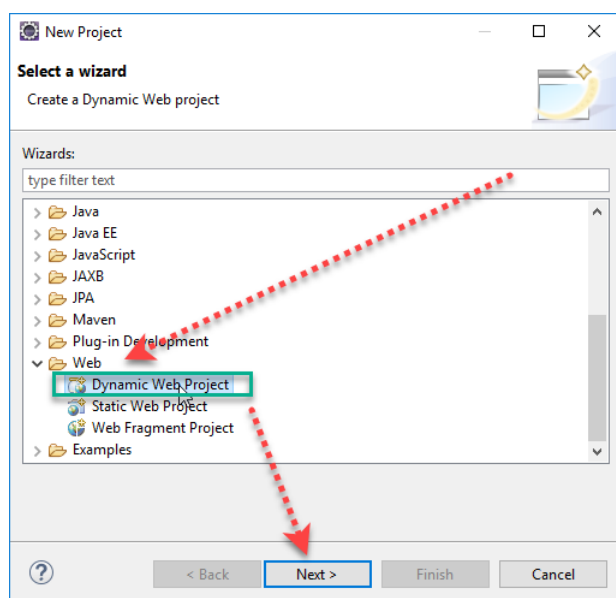 New Project
Select a wizard
Create a Dynamic Web project
Wizards:
type filter text
Java
Java EE
JavaScript
JAXB
JPA
Maven
Plug-in Development
Web
Dynamic Web Project
Static Web Project
Web Fragment Project
Examples
? < Back Next > Finish Cancel